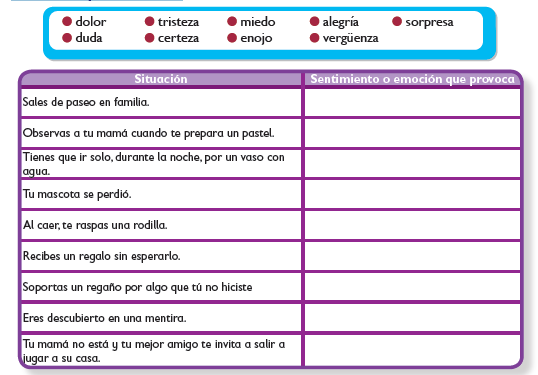 dolor tristeza miedo alegría sorpresa
duda certeza enojo vergüenza
Situación Sentimiento o emoción que provoca
Sales de paseo en familia.
Observas a tu mamá cuando te prepara un pastel.
Tienes que ir solo, durante la noche, por un vaso con
agua.
Tu mascota se perdió.
Al caer, te raspas una rodilla.
Recibes un regalo sin esperarlo.
Soportas un regaño por algo que tú no hiciste
Eres descubierto en una mentira.
Tu mamá no está y tu mejor amigo te invita a salir a
jugar a su casa.